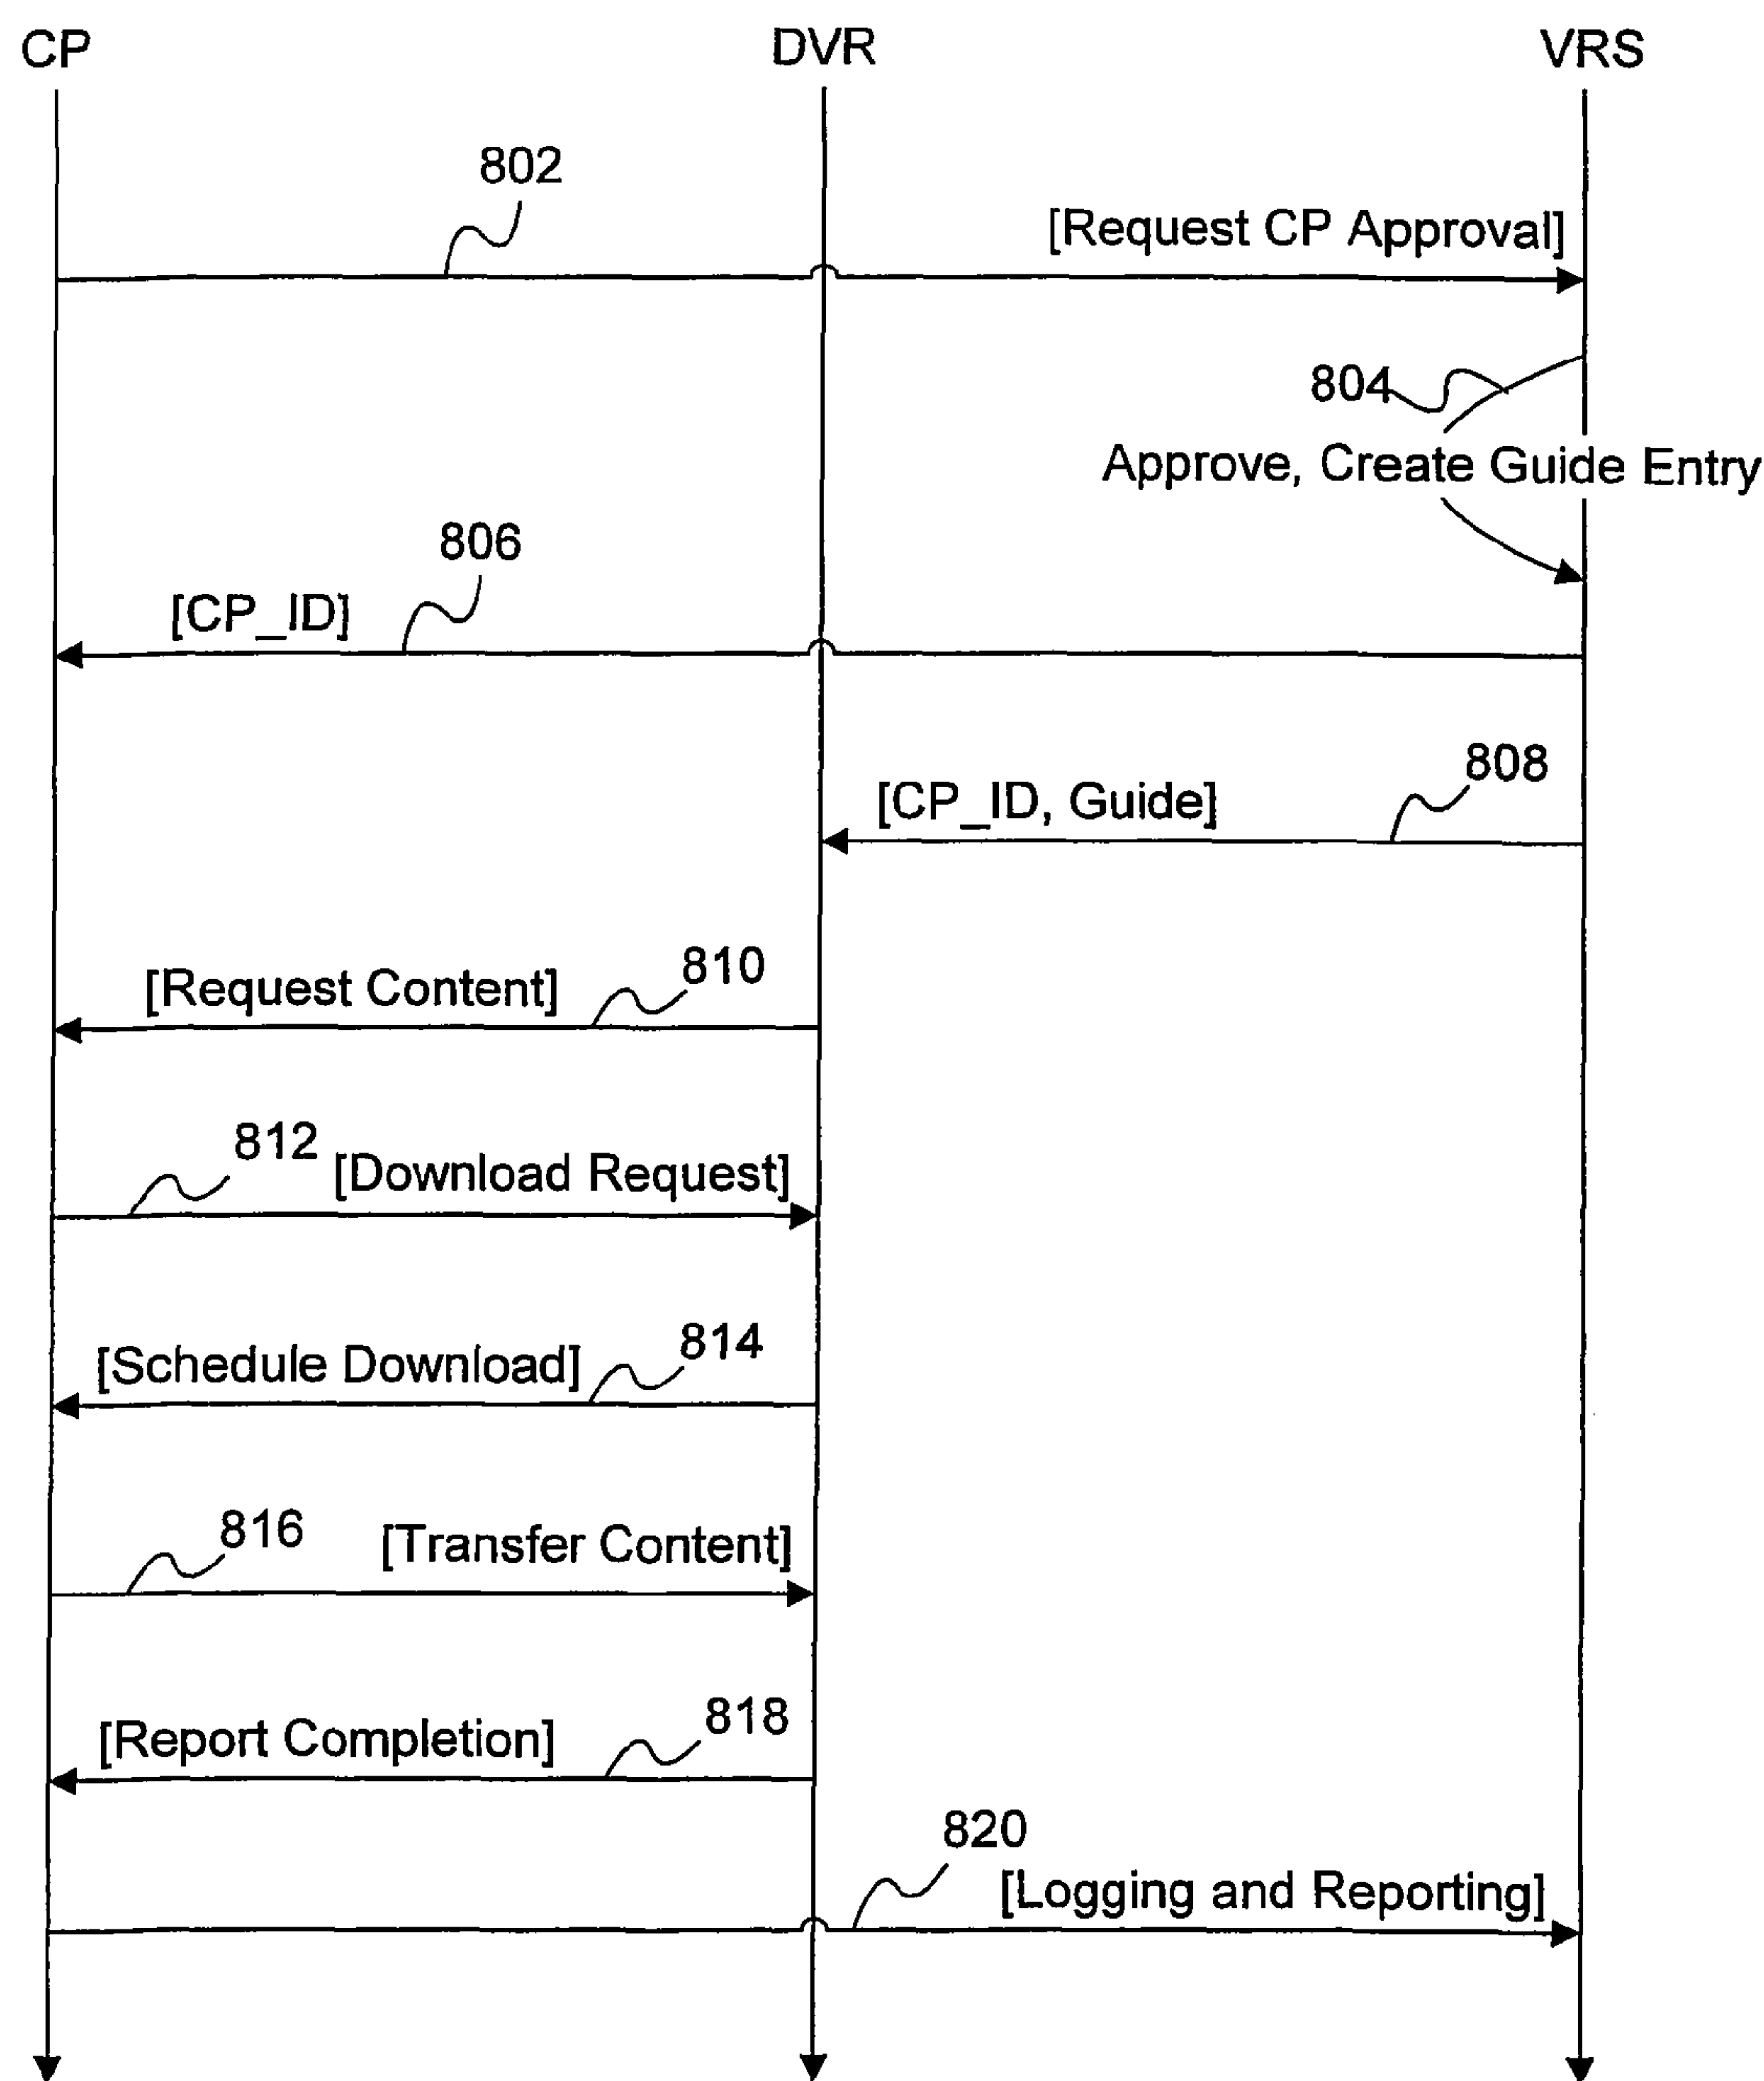 CP DVR VRS
802
[Request CP Approval]
804
Approve, Create Guide Entry
806
[CP_ID]
808
[CP_ID, Guide]
810
[Request Content]
812
[Download Request]
814
[Schedule Download]
816
[Transfer Content]
818
[Report Completion]
820
[Logging and Reporting]